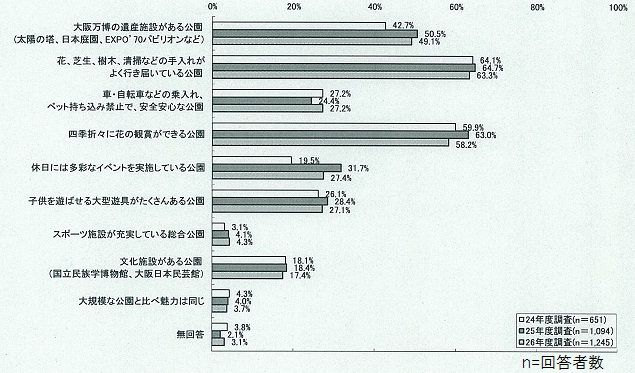 0% 20% 40% 60% 80% 100%
大阪万博の遺産施設がある公園
(太陽の塔、日本庭園、EXPO'70パビリオンなど)
42.7%
50.5%
49.1%
花、芝生、樹木、清掃などの手入れが
よく行き届いている公園
64.1%
64.7%
63.3%
車・自転車などの乗入れ、
ペット持ち込み禁止で、安全安心な公園
27.2%
24.4%
27.2%
四季折々に花の観賞ができる公園
59.9%
63.0%
58.2%
休日には多彩なイベントを実施している公園
19.5%
31.7%
27.4%
子供を遊ばせる大型遊具がたくさんある公園
26.1%
28.4%
27.1%
スポーツ施設が充実している総合公園
3.1%
4.1%
4.3%
文化施設がある公園
(国立民族学博物館、大阪日本民芸館)
18.1%
18.4%
17.4%
大規模な公園と比べ魅力は同じ
4.3%
4.0%
3.7%
無回答
3.8%
2.1%
3.1%
24年度調査(n=651)
25年度調査(n=1,094)
26年度調査(n=1,245)
n=回答者数